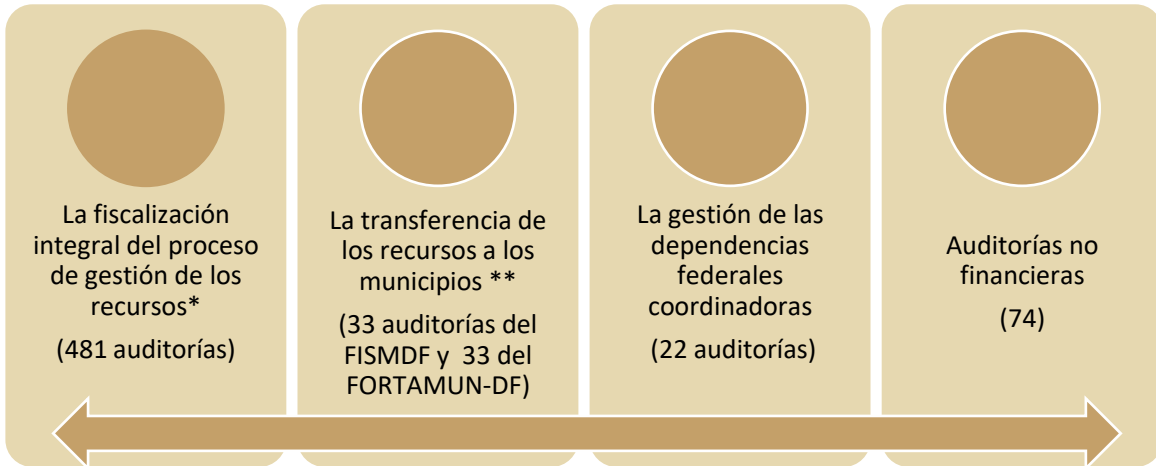 La fiscalización
integral del proceso
de gestión de los
recursos*
(481 auditorías)
La transferencia de
los recursos a los
municipios **
(33 auditorías del
FISMDF y 33 del
FORTAMUN-DF)
La gestión de las
dependencias
federales
coordinadoras
(22 auditorías)
Auditorías no
financieras
(74)